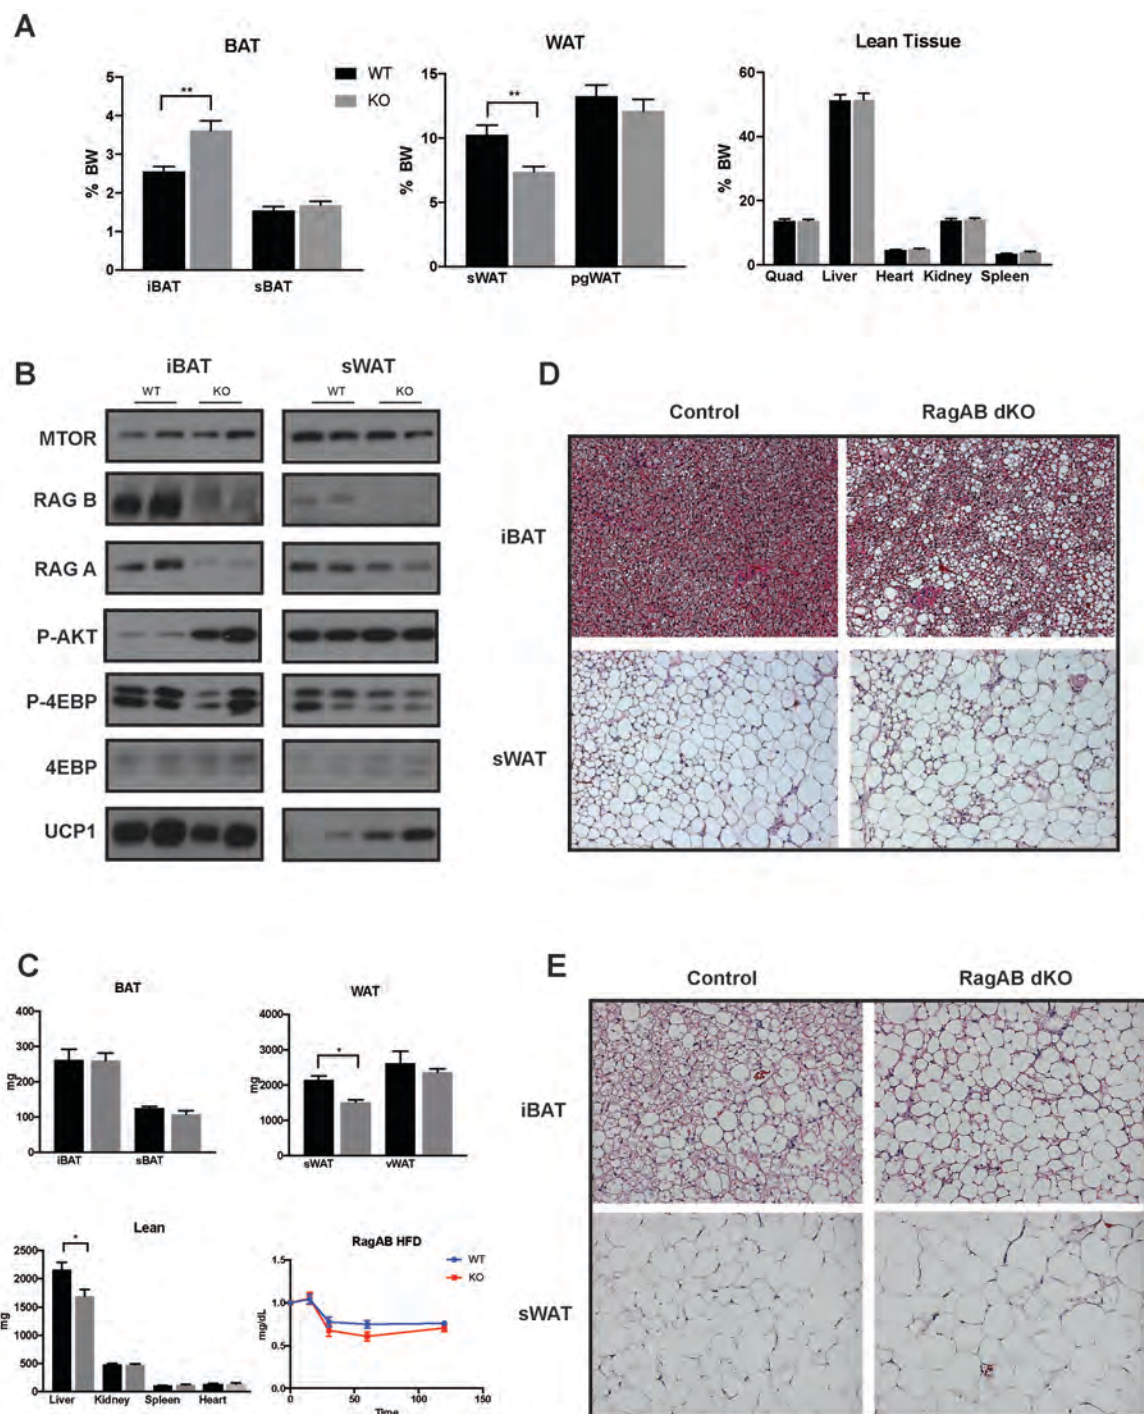 A
BAT
% BW
5
4
3
2
1
0
**
iBAT
sBAT
WT
KO
WAT
% BW
15
10
5
0
**
sWAT
pgWAT
Lean Tissue
% BW
60
40
20
0
Quad
Liver
Heart
Kidney
Spleen
B
iBAT
sWAT
WT
KO
WT
KO
MTOR
RAG B
RAG A
P-AKT
P-4EBP
4EBP
UCP1
D
Control
RagAB dKO
iBAT
sWAT
C
BAT
mg
400
300
200
100
0
iBAT
sBAT
WAT
mg
4000
3000
2000
1000
0
*
sWAT
vWAT
Lean
mg
2500
2000
1500
1000
500
0
*
Liver
Kidney
Spleen
Heart
RagAB HFD
mg/dL
1.5
1.0
0.5
0.0
0
50
100
150
Time
WT
KO
E
Control
RagAB dKO
iBAT
sWAT